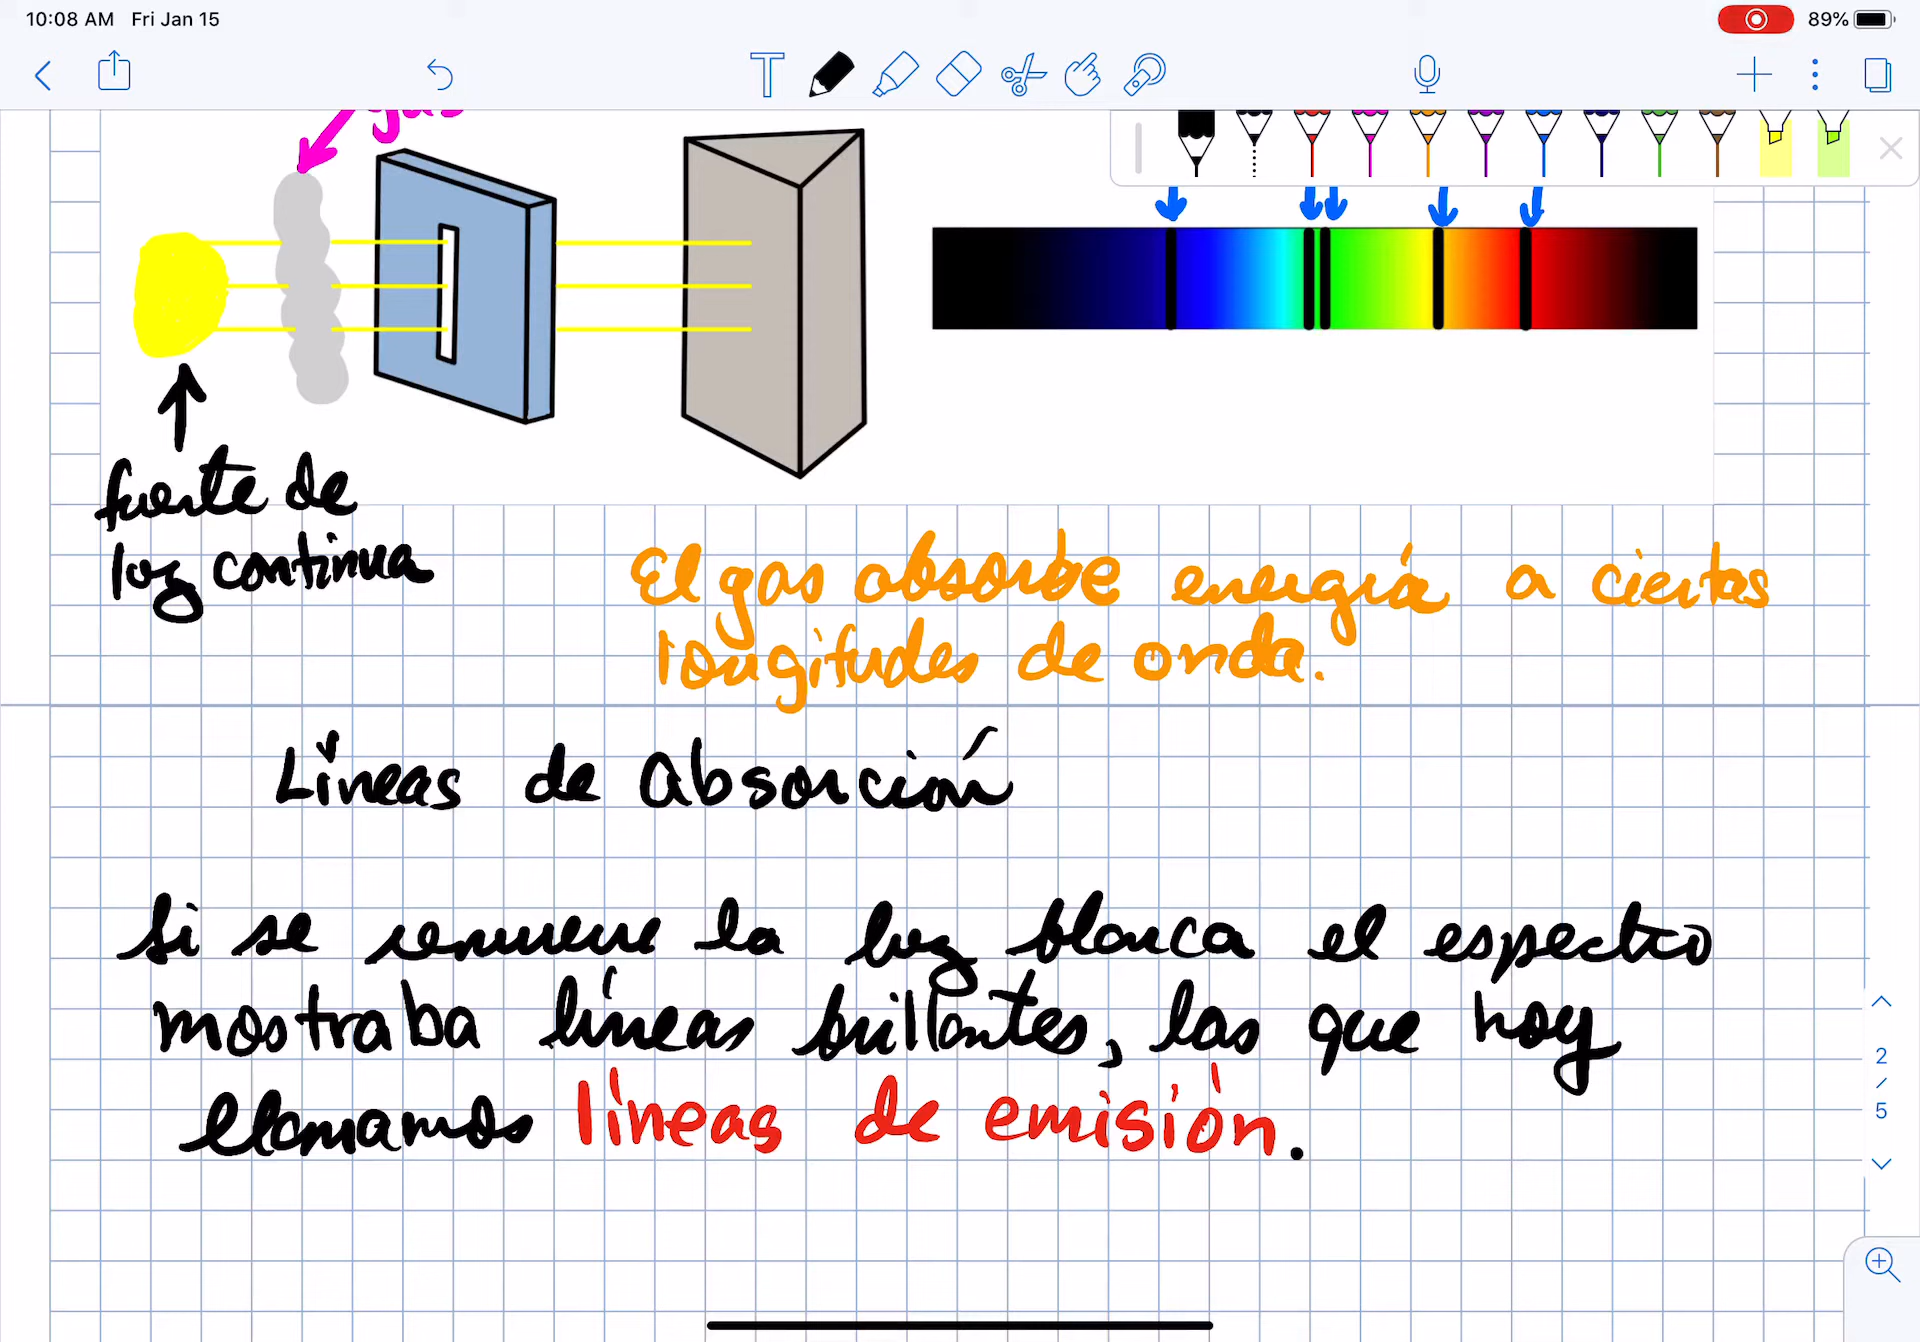 10:08 AM Fri Jan 15
89%
gas
fuente de
luz continua
El gas absorbe energía a ciertas
longitudes de onda.
Líneas de absorción
Si se remueve la luz blanca el espectro
mostraba líneas brillantes, las que hoy
llamamos líneas de emisión.
2
/
5